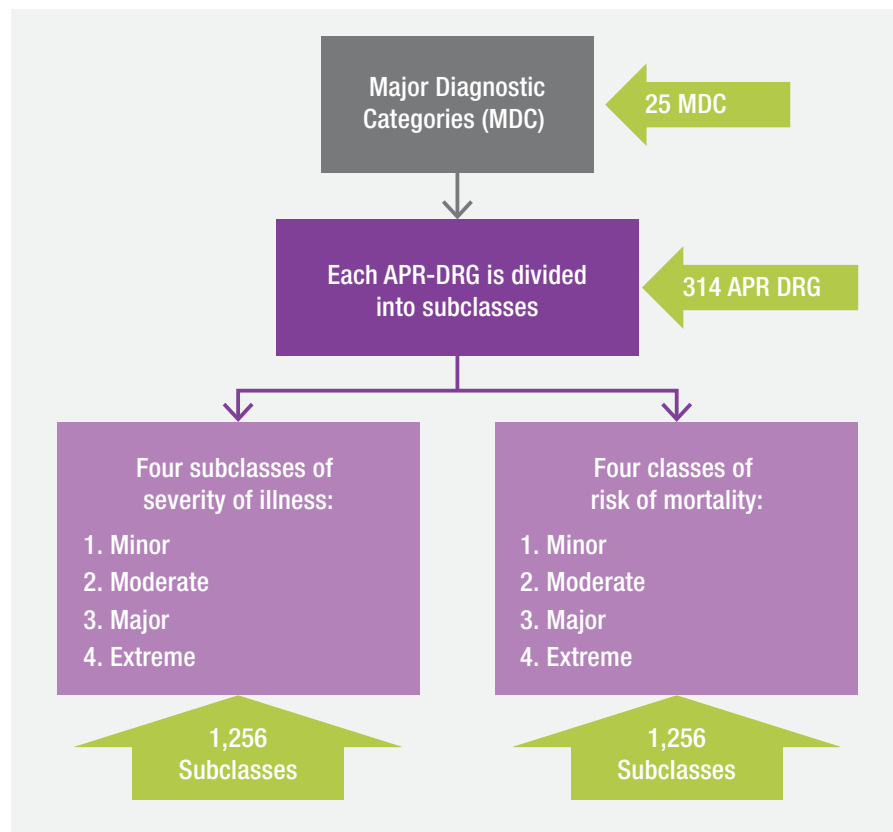 Major Diagnostic
Categories (MDC)
25 MDC
Each APR-DRG is divided
into subclasses
314 APR DRG
Four subclasses of
severity of illness:
1. Minor
2. Moderate
3. Major
4. Extreme
Four classes of
risk of mortality:
1. Minor
2. Moderate
3. Major
4. Extreme
1,256
Subclasses
1,256
Subclasses